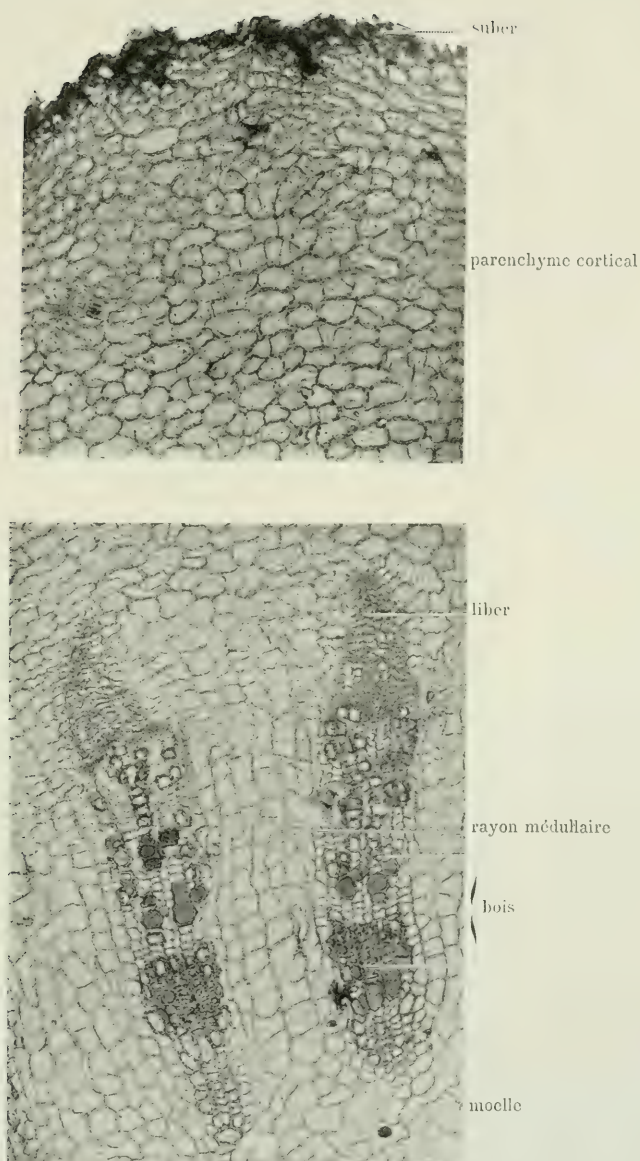 suber
parenchyme cortical
liber
rayon médullaire
bois
moelle